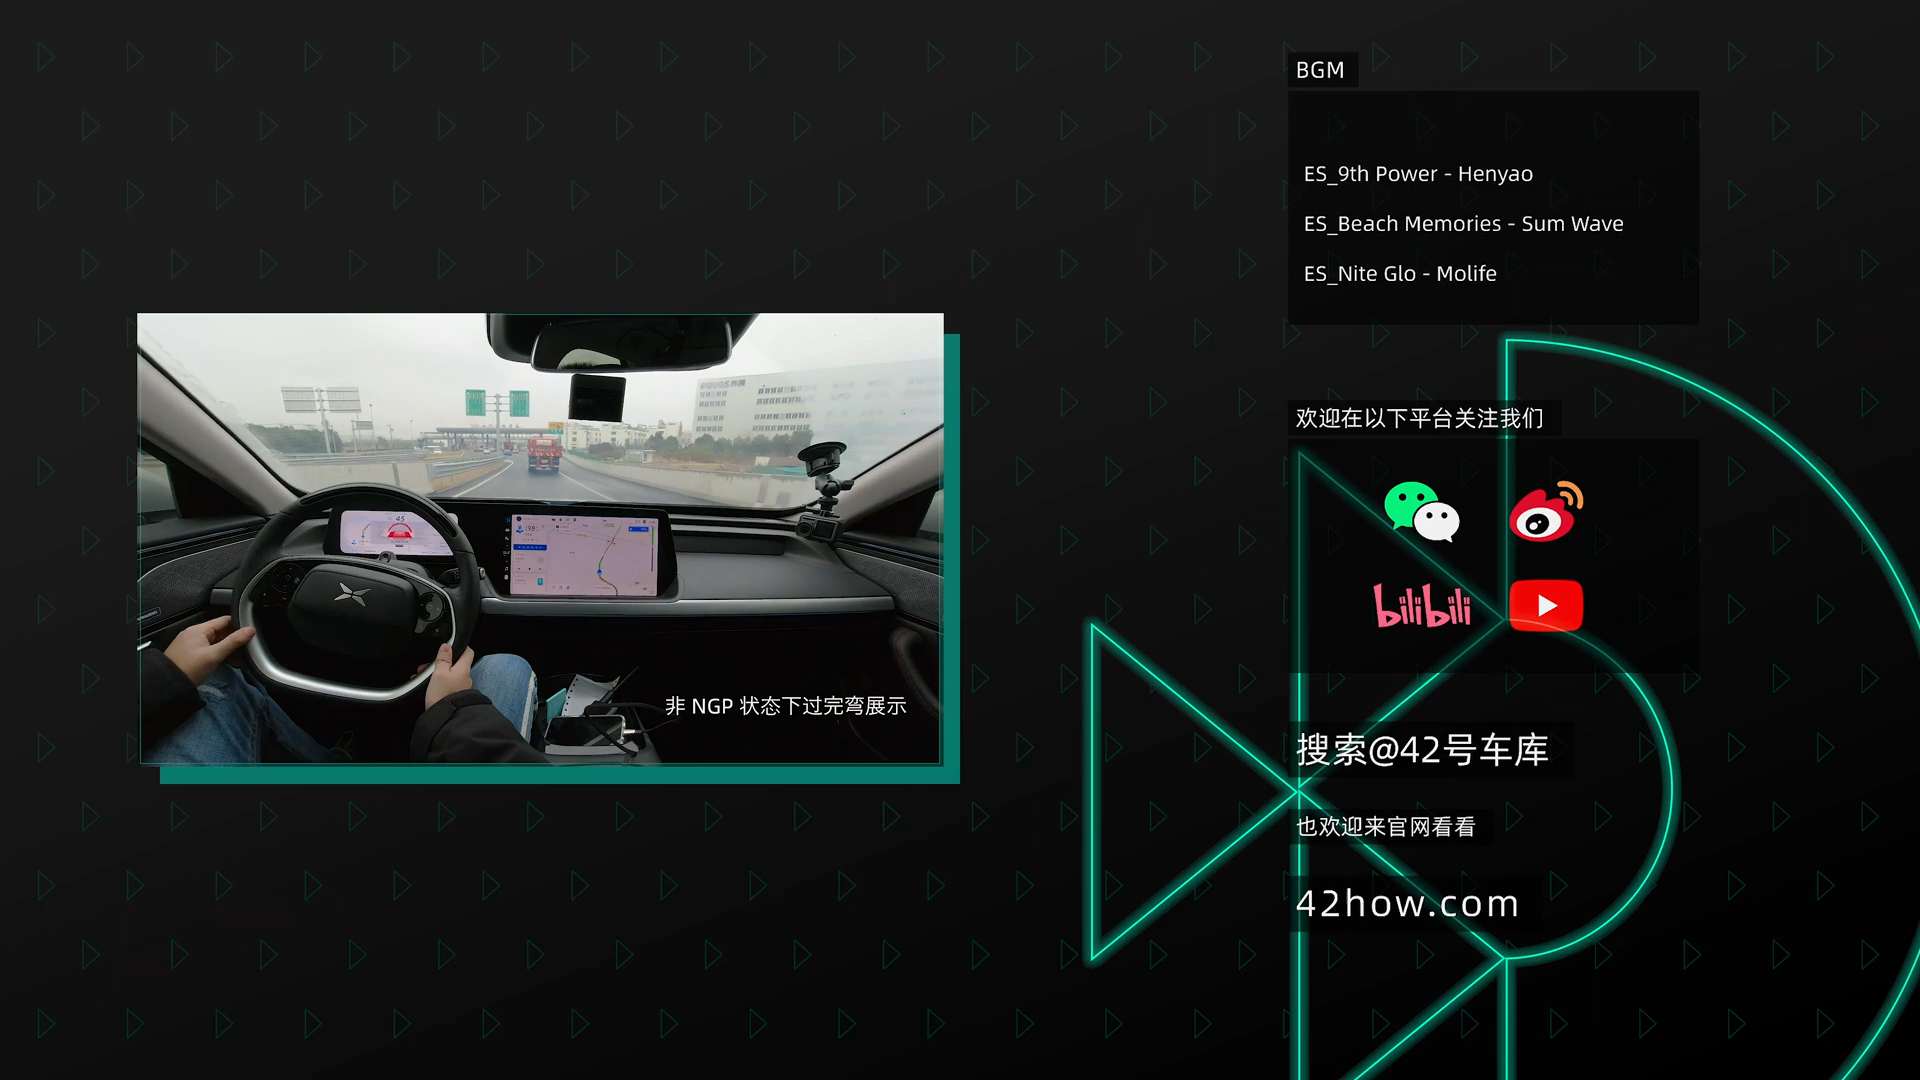 BGM
ES_9th Power - Henyao
ES_Beach Memories - Sum Wave
ES_Nite Glo - Molife
欢迎在以下平台关注我们
bilibili
搜索@42号车库
也欢迎来官网看看
42how.com
45
非 NGP 状态下过完弯展示